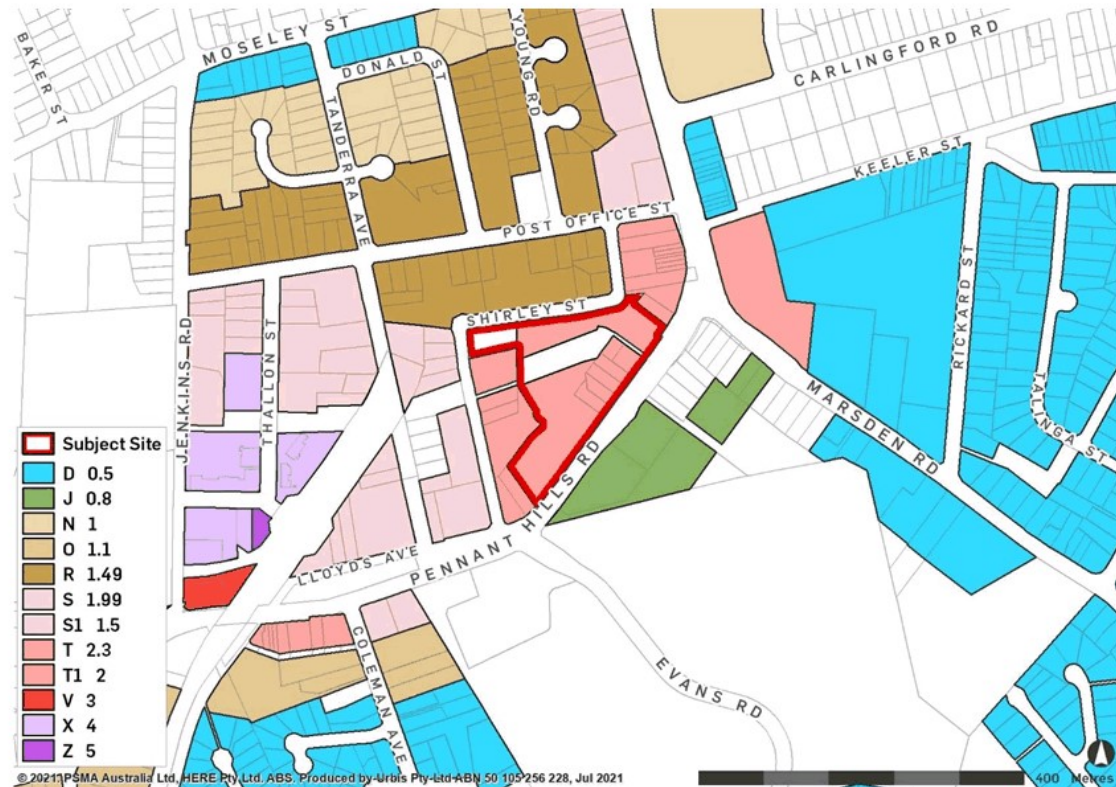 BAKER ST
MOSELEY ST
DONALD ST
YOUNG RD
CARLINGFORD RD
TANDERRA AVE
KEELER ST
POST OFFICE ST
RICKARD ST
SHIRLEY ST
JENKINS RD
THALLON ST
TALLINGA ST
MARSDEN RD
PENNANT HILLS RD
LLOYDS AVE
COLEMAN AVE
EVANS RD
Subject Site
D 0.5
J 0.8
N 1
O 1.1
R 1.49
S 1.99
S1 1.5
T 2.3
T1 2
V 3
X 4
Z 5
© 2021. PSMA Australia Ltd, HERE Pty Ltd. ABS. Produced by Urbis Pty Ltd ABN 50 105 256 228, Jul 2021
400 Metres